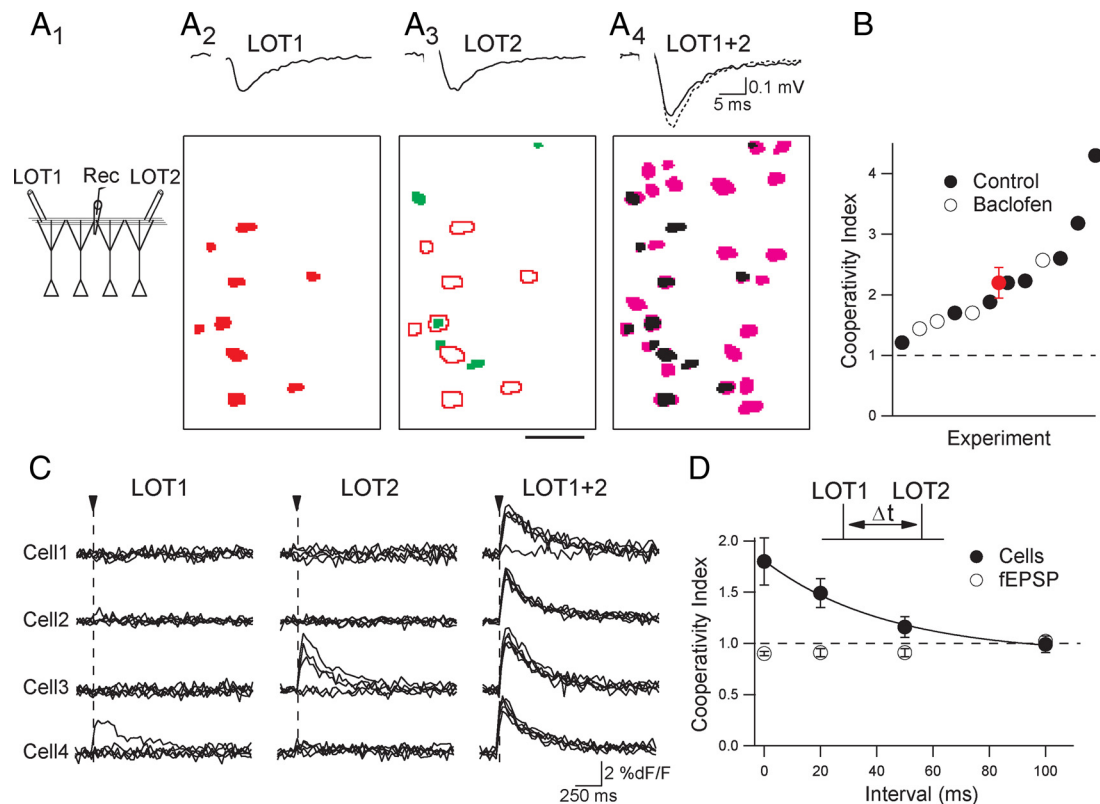 A1
A2
LOT1
A3
LOT2
A4
LOT1+2
0.1 mV
5 ms
LOT1
Rec
LOT2
B
Cooperativity Index
4
3
2
1
0
Control
Baclofen
Experiment
C
LOT1
LOT2
LOT1+2
Cell1
Cell2
Cell3
Cell4
2 %dF/F
250 ms
D
LOT1
LOT2
Δt
Cells
fEPSP
Cooperativity Index
2.0
1.5
1.0
0.5
0.0
0
20
40
60
80
100
Interval (ms)